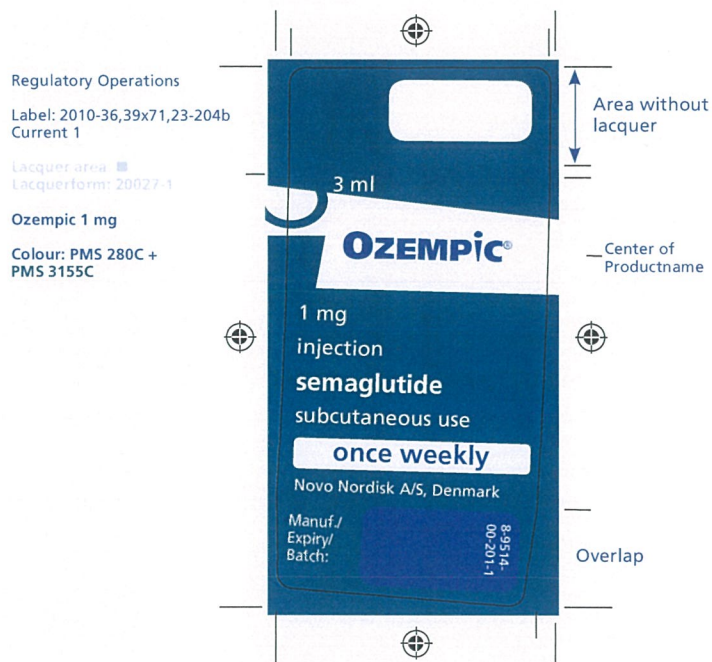 Regulatory Operations
Label: 2010-36,39x71,23-204b
Current 1
Lacquer area:
Lacquerform: 20027-1
Ozempic 1 mg
Colour: PMS 280C +
PMS 3155C
3 ml
OZEMPIC®
1 mg
injection
semaglutide
subcutaneous use
once weekly
Novo Nordisk A/S, Denmark
Manuf./
Expiry/
Batch:
8-9514-
00-201-1
Area without
lacquer
Center of
Productname
Overlap